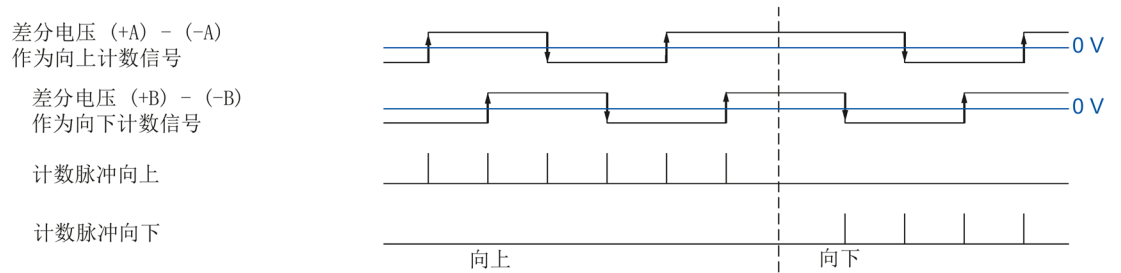 差分电压 (+A) - (-A)
作为向上计数信号
0 V
差分电压 (+B) - (-B)
作为向下计数信号
0 V
计数脉冲向上
计数脉冲向下
向上
向下